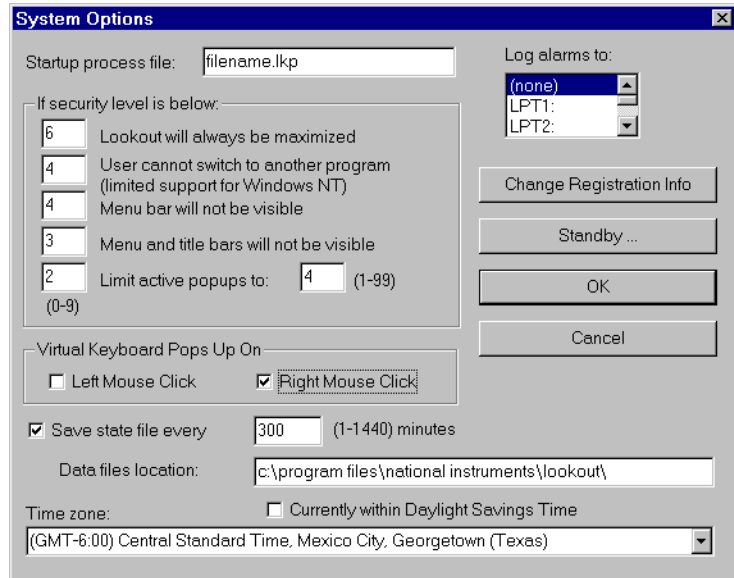 System Options
Startup process file: filename.lkp
Log alarms to:
(none)
LPT1:
LPT2:
If security level is below:
6 Lookout will always be maximized
4 User cannot switch to another program
(limited support for Windows NT)
4 Menu bar will not be visible
3 Menu and title bars will not be visible
2 Limit active popups to: 4 (1-99)
(0-9)
Change Registration Info
Standby ...
OK
Cancel
Virtual Keyboard Pops Up On
Left Mouse Click Right Mouse Click
Save state file every 300 (1-1440) minutes
Data files location: c:\program files\national instruments\lookout\
Time zone: Currently within Daylight Savings Time
(GMT-6:00) Central Standard Time, Mexico City, Georgetown (Texas)